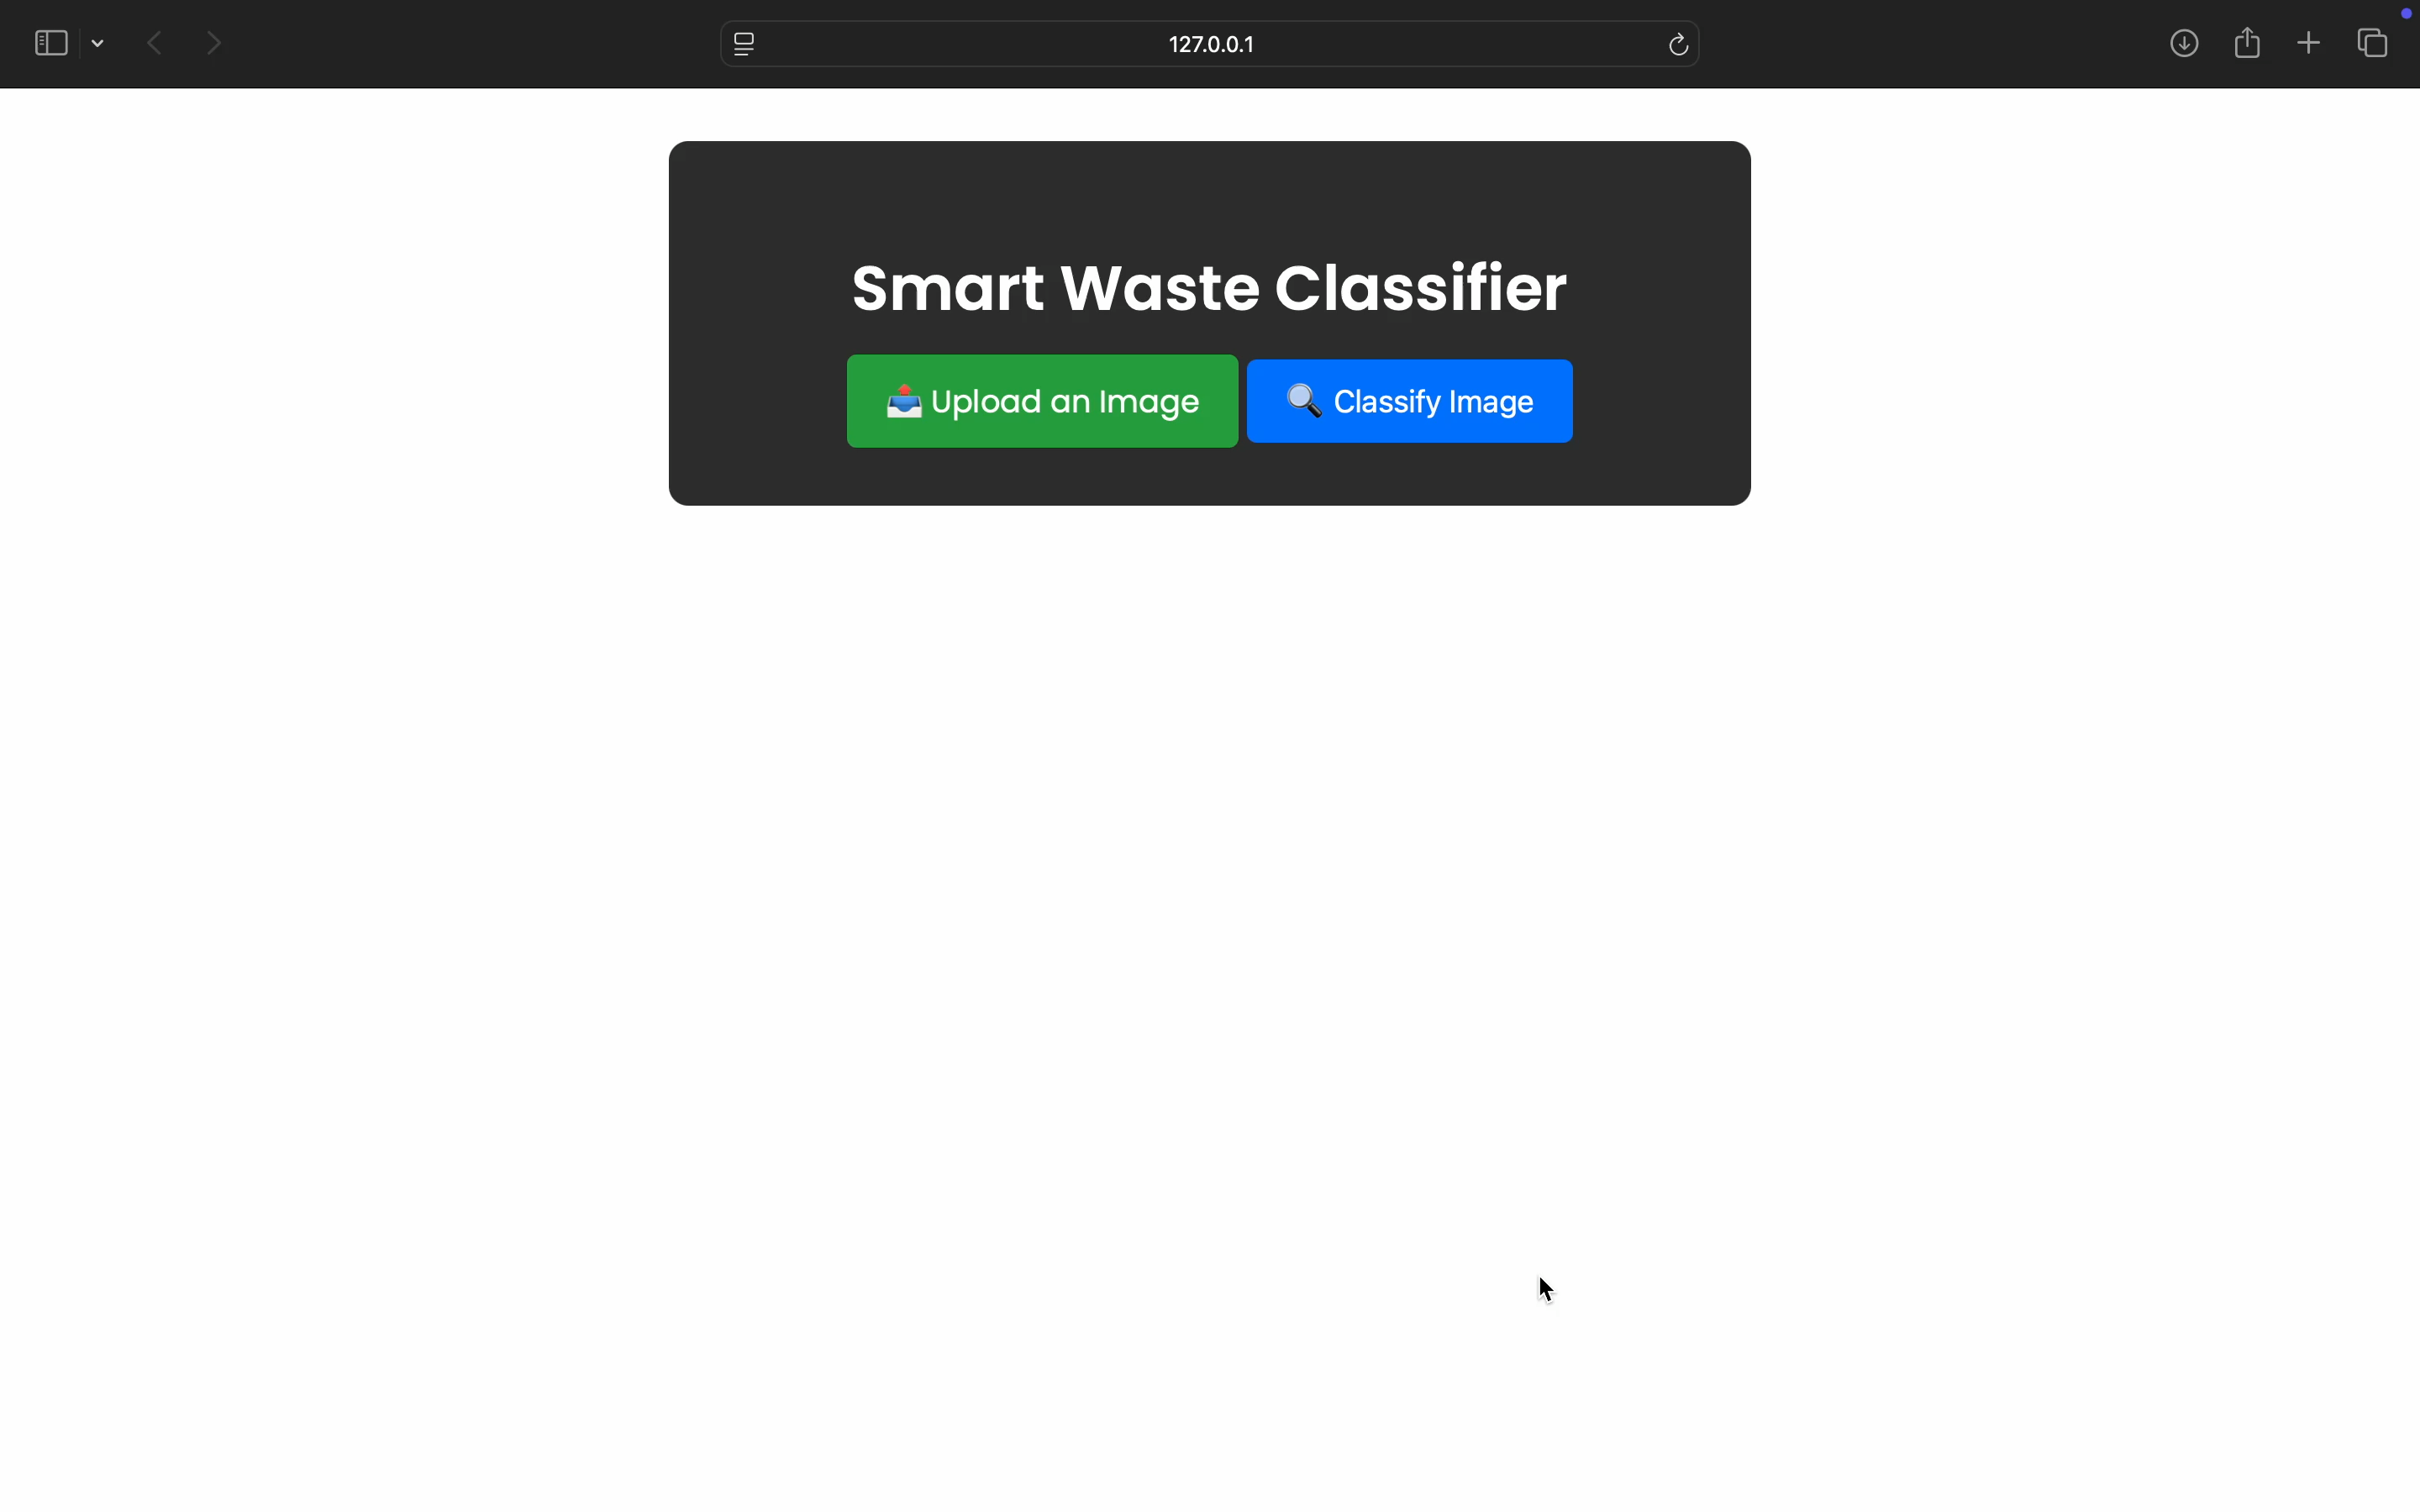 127.0.0.1
Smart Waste Classifier
📤 Upload an Image
🔍 Classify Image